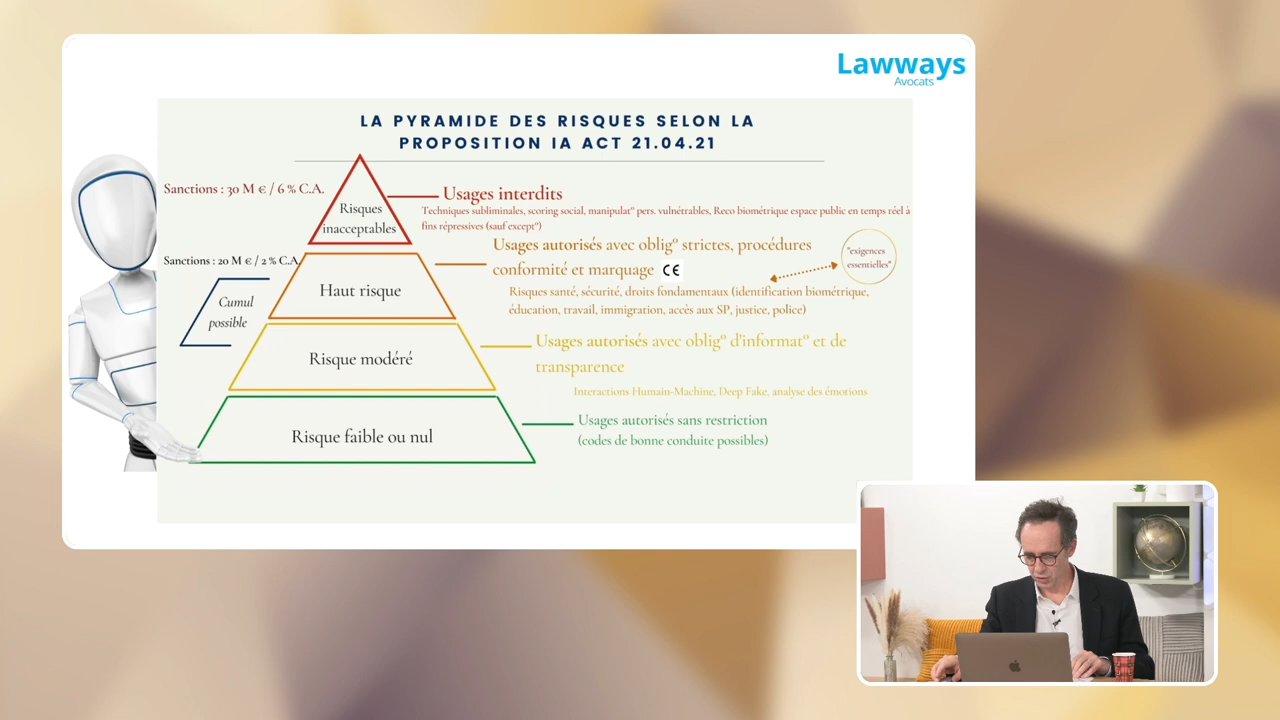 Lawways
Avocats
LA PYRAMIDE DES RISQUES SELON LA
PROPOSITION IA ACT 21.04.21
Sanctions : 30 M € / 6 % C.A.
Risques
inacceptables
Usages interdits
Techniques subliminales, scoring social, manipulat° pers. vulnérables, Reco biométrique espace public en temps réel à
fins répressives (sauf except°)
Sanctions : 20 M € / 2 % C.A.
Cumul
possible
Haut risque
Usages autorisés avec oblig° strictes, procédures
conformité et marquage CE
"exigences
essentielles"
Risques santé, sécurité, droits fondamentaux (identification biométrique,
éducation, travail, immigration, accès aux SP, justice, police)
Risque modéré
Usages autorisés avec oblig° d'informat° et de
transparence
Interactions Humain-Machine, Deep Fake, analyse des émotions
Risque faible ou nul
Usages autorisés sans restriction
(codes de bonne conduite possibles)